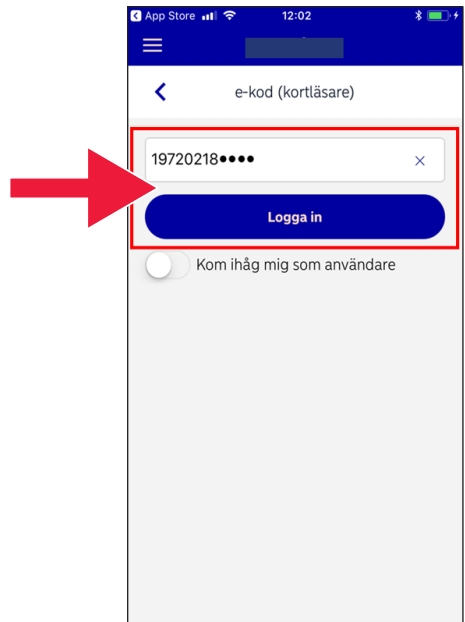 App Store 12:02
e-kod (kortläsare)
19720218●●●●
Logga in
Kom ihåg mig som användare